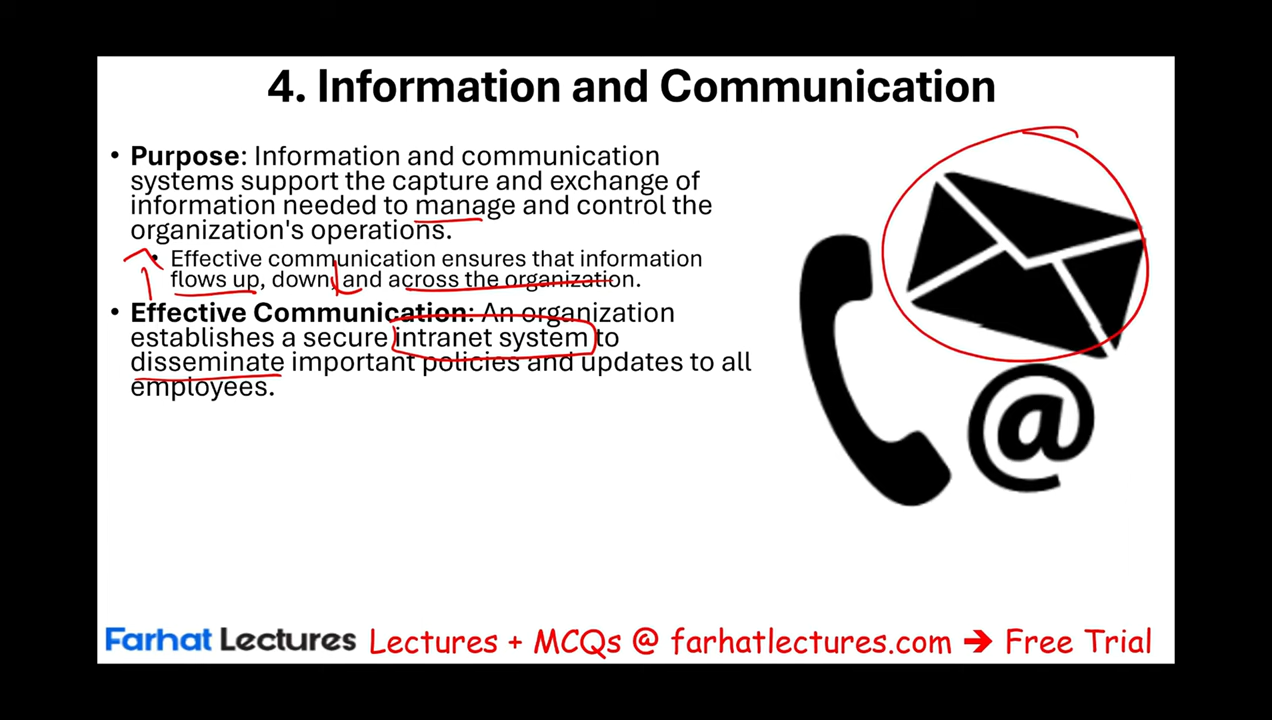 4. Information and Communication
• Purpose: Information and communication
systems support the capture and exchange of
information needed to manage and control the
organization's operations.
• Effective communication ensures that information
flows up, down, and across the organization.
• Effective Communication: An organization
establishes a secure intranet system to
disseminate important policies and updates to all
employees.
@
Farhat Lectures Lectures + MCQs @ farhatlectures.com ➔ Free Trial